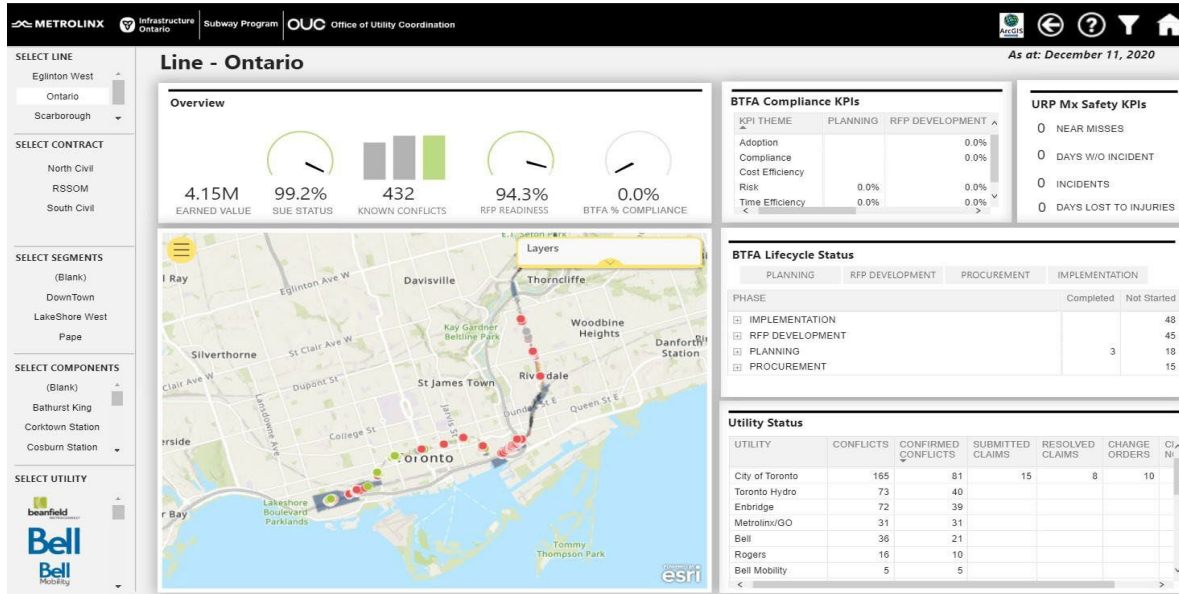 METROLINX Infrastructure Ontario Subway Program OUC Office of Utility Coordination ArcGIS
As at: December 11, 2020
SELECT LINE
Eglinton West
Ontario
Scarborough
SELECT CONTRACT
North Civil
RSSOM
South Civil
SELECT SEGMENTS
(Blank)
DownTown
LakeShore West
Pape
SELECT COMPONENTS
(Blank)
Bathurst King
Corktown Station
Cosburn Station
SELECT UTILITY
beanfield
Bell
Bell
Mobility
Line - Ontario
Overview
4.15M 99.2% 432 94.3% 0.0%
EARNED VALUE SUE STATUS KNOWN CONFLICTS RFP READINESS BTFA % COMPLIANCE
BTFA Compliance KPIs
KPI THEME PLANNING RFP DEVELOPMENT
Adoption 0.0%
Compliance 0.0%
Cost Efficiency
Risk 0.0% 0.0%
Time Efficiency 0.0% 0.0%
URP Mx Safety KPIs
0 NEAR MISSES
0 DAYS W/O INCIDENT
0 INCIDENTS
0 DAYS LOST TO INJURIES
E.T. Seton Park
Layers
l Ray
Eglinton Ave W
Davisville
Thorncliffe
Kay Gardner
Beltline Park
Woodbine
Heights
Danforth
Station
Silverthorne
St Clair Ave W
Clair Ave W
Dupont St
St James Town
Riverdale
Lansdowne Ave
Jarvis St
Dundas St E
Queen St E
College St
erside
Toronto
r Bay
Lakeshore
Boulevard
Parklands
Tommy
Thompson Park
esri
BTFA Lifecycle Status
PLANNING RFP DEVELOPMENT PROCUREMENT IMPLEMENTATION
PHASE Completed Not Started
IMPLEMENTATION 48
RFP DEVELOPMENT 45
PLANNING 3 18
PROCUREMENT 15
Utility Status
UTILITY CONFLICTS CONFIRMED SUBMITTED RESOLVED CHANGE
CONFLICTS CLAIMS CLAIMS ORDERS
City of Toronto 165 81 15 8 10
Toronto Hydro 73 40
Enbridge 72 39
Metrolinx/GO 31 31
Bell 36 21
Rogers 16 10
Bell Mobility 5 5